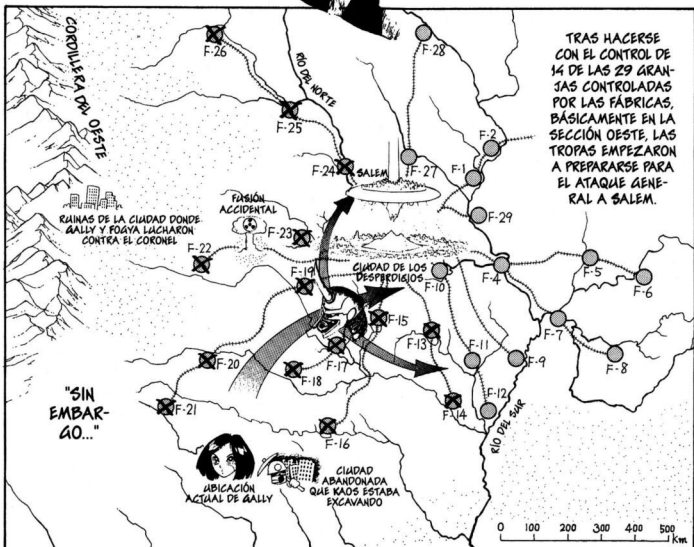 TRAS HACERSE
CON EL CONTROL DE
14 DE LAS 29 GRAN-
JAS CONTROLADAS
POR LAS FÁBRICAS,
BÁSICAMENTE EN LA
SECCIÓN OESTE, LAS
TROPAS EMPEZARON
A PREPARARSE PARA
EL ATAQUE GENE-
RAL A SALEM.
CORDILLERA DEL OESTE
F-26
RÍO DEL NORTE
F-28
F-25
F-2
F-24
SALEM
F-27
F-1
RUINAS DE LA CIUDAD DONDE
GALLY Y FOGYA LUCHARON
CONTRA EL CORONEL
FUSIÓN
ACCIDENTAL
F-29
F-23
F-22
CIUDAD DE LOS
DESPERDICIOS
F-19
F-10
F-4
F-5
F-6
F-15
F-13
F-7
F-11
F-9
F-8
F-20
F-17
F-18
F-12
F-14
F-21
F-16
RÍO DEL SUR
"SIN
EMBAR-
GO..."
UBICACIÓN
ACTUAL DE GALLY
CIUDAD
ABANDONADA
QUE KAOS ESTABA
EXCAVANDO
0 100 200 300 400 500
Km